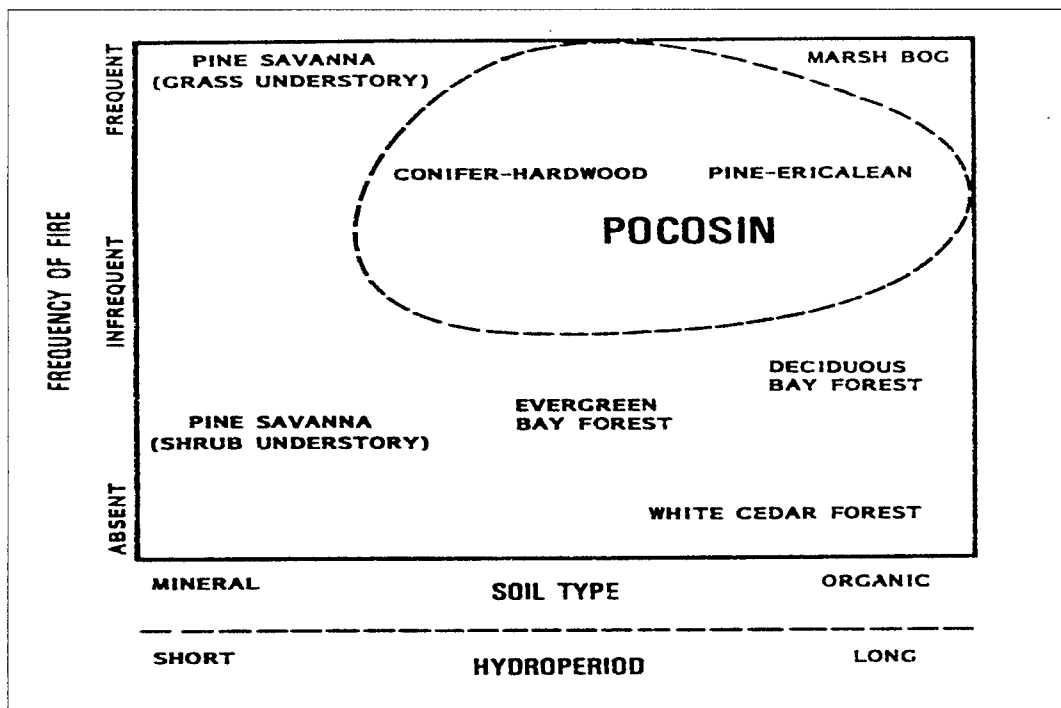 FREQUENCY OF FIRE
FREQUENT
INFREQUENT
ABSENT
PINE SAVANNA
(GRASS UNDERSTORY)
MARSH BOG
CONIFER-HARDWOOD
PINE-ERICALEAN
POCOSIN
DECIDUOUS
BAY FOREST
EVERGREEN
BAY FOREST
PINE SAVANNA
(SHRUB UNDERSTORY)
WHITE CEDAR FOREST
MINERAL
SOIL TYPE
ORGANIC
SHORT
HYDROPERIOD
LONG